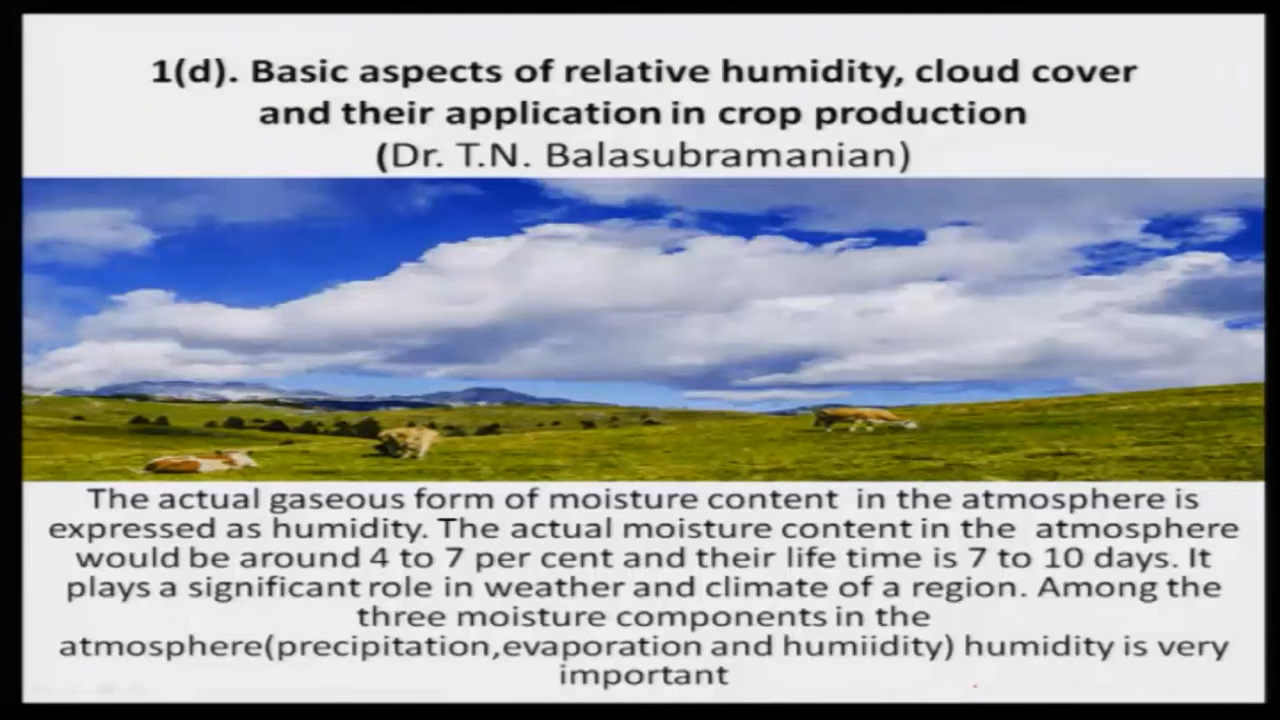 1(d). Basic aspects of relative humidity, cloud cover
and their application in crop production
(Dr. T.N. Balasubramanian)
The actual gaseous form of moisture content in the atmosphere is
expressed as humidity. The actual moisture content in the atmosphere
would be around 4 to 7 per cent and their life time is 7 to 10 days. It
plays a significant role in weather and climate of a region. Among the
three moisture components in the
atmosphere(precipitation,evaporation and humiidity) humidity is very
important